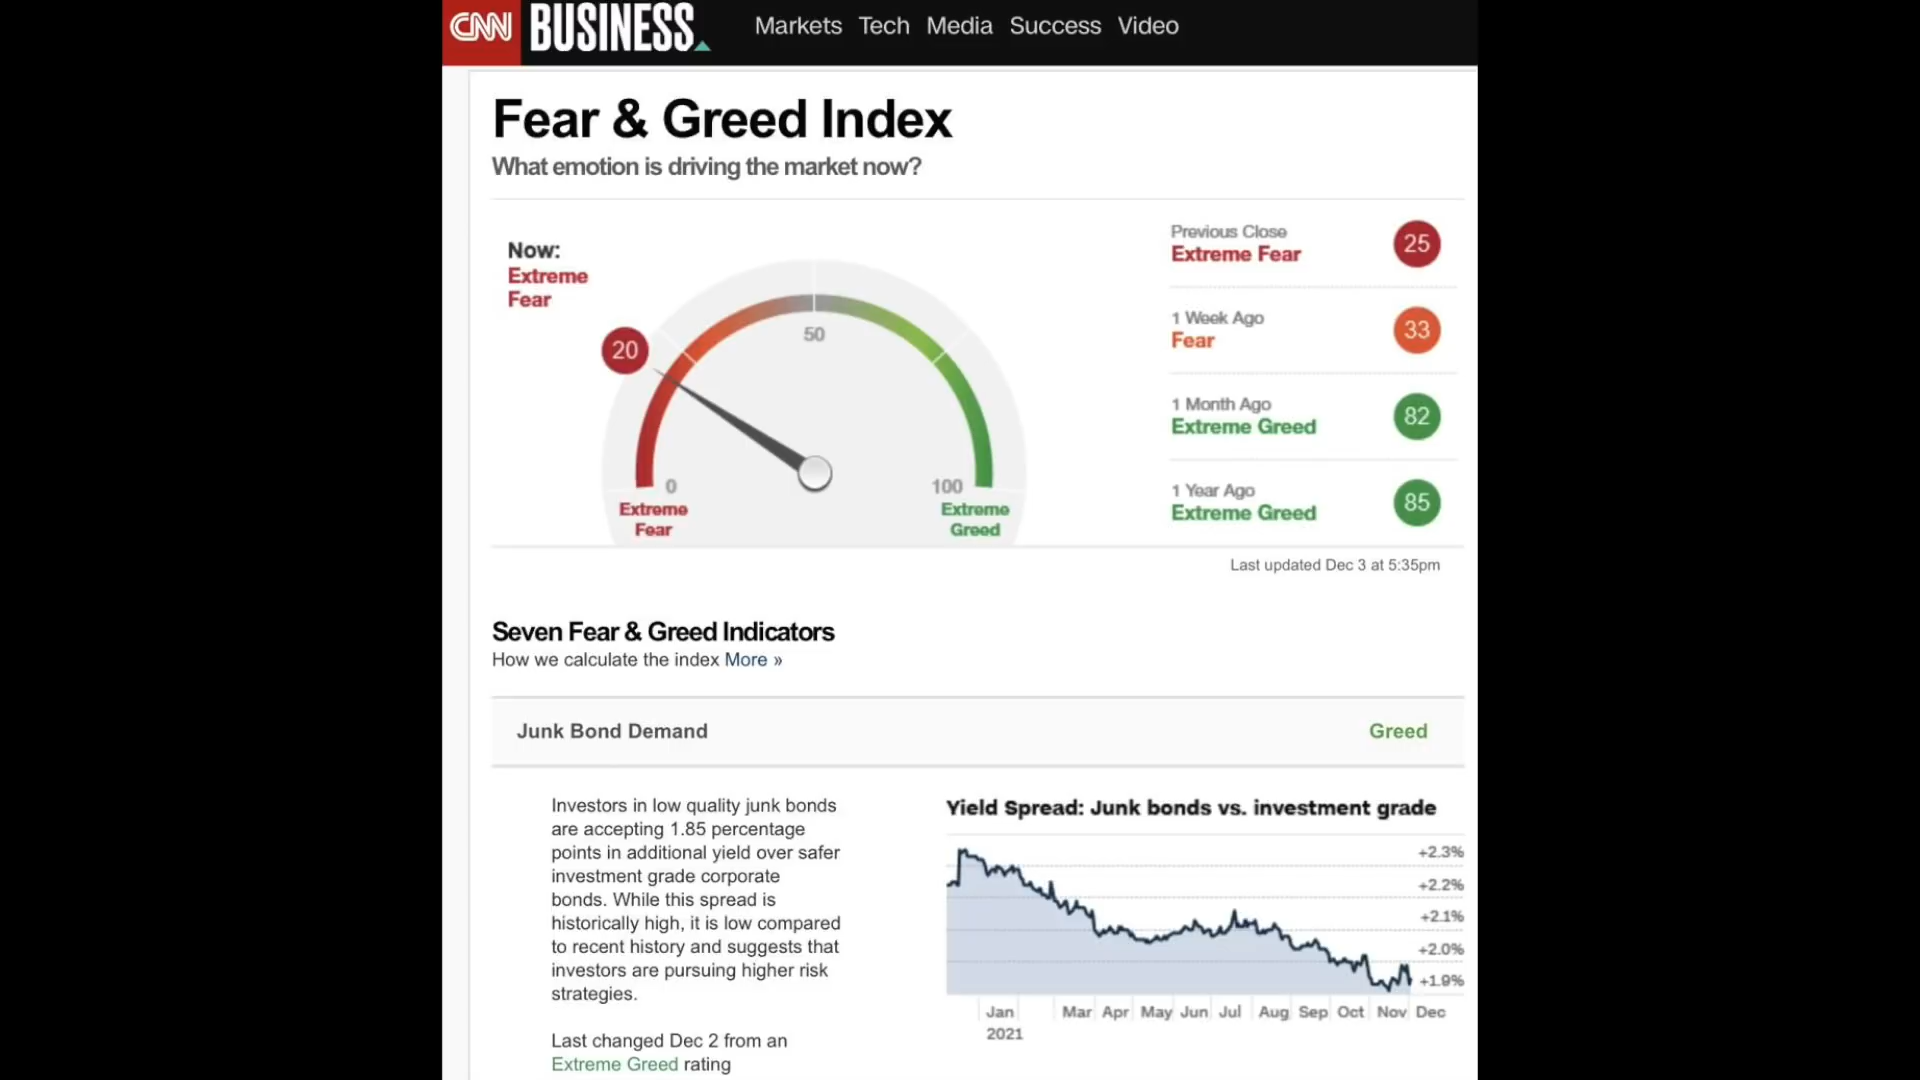 CNN BUSINESS Markets Tech Media Success Video
Fear & Greed Index
What emotion is driving the market now?
Now:
Extreme
Fear
20
50
0
100
Extreme
Fear
Extreme
Greed
Previous Close
Extreme Fear
25
1 Week Ago
Fear
33
1 Month Ago
Extreme Greed
82
1 Year Ago
Extreme Greed
85
Last updated Dec 3 at 5:35pm
Seven Fear & Greed Indicators
How we calculate the index More »
Junk Bond Demand
Greed
Investors in low quality junk bonds
are accepting 1.85 percentage
points in additional yield over safer
investment grade corporate
bonds. While this spread is
historically high, it is low compared
to recent history and suggests that
investors are pursuing higher risk
strategies.
Last changed Dec 2 from an
Extreme Greed rating
Yield Spread: Junk bonds vs. investment grade
+2.3%
+2.2%
+2.1%
+2.0%
+1.9%
Jan Mar Apr May Jun Jul Aug Sep Oct Nov Dec
2021